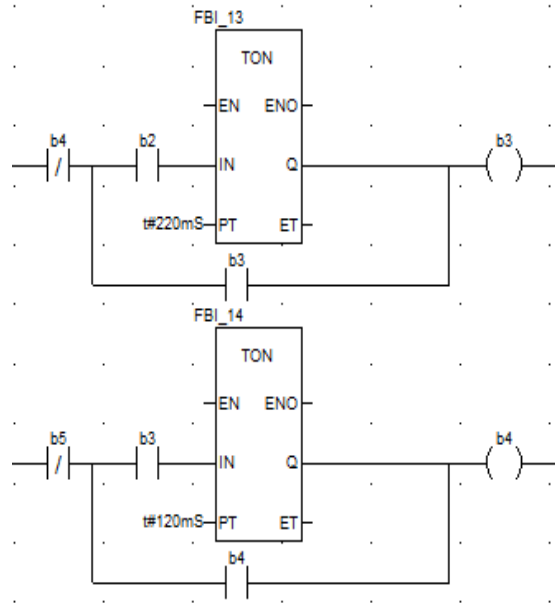 FBI_13
TON
EN ENO
b4 b2 b3
/ IN Q
t#220mS PT ET
b3
FBI_14
TON
EN ENO
b5 b3 b4
/ IN Q
t#120mS PT ET
b4